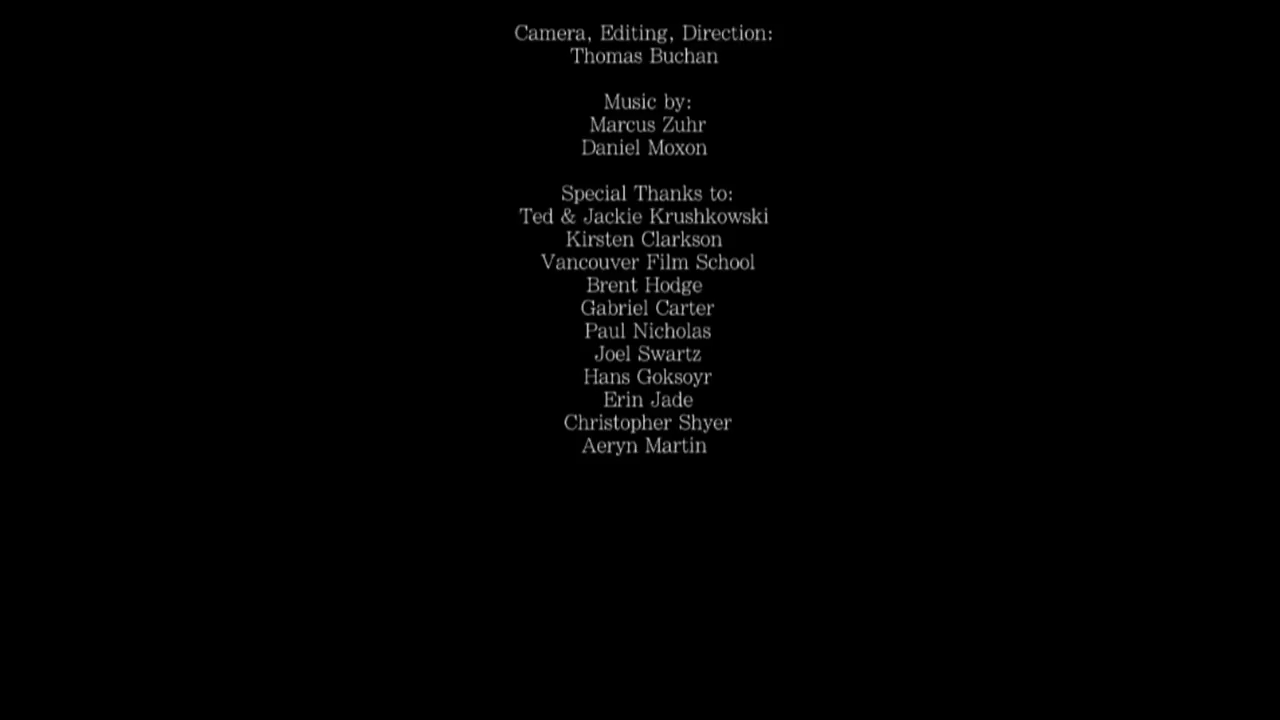 Camera, Editing, Direction:
Thomas Buchan
Music by:
Marcus Zuhr
Daniel Moxon
Special Thanks to:
Ted & Jackie Krushkowski
Kirsten Clarkson
Vancouver Film School
Brent Hodge
Gabriel Carter
Paul Nicholas
Joel Swartz
Hans Goksoyr
Erin Jade
Christopher Shyer
Aeryn Martin